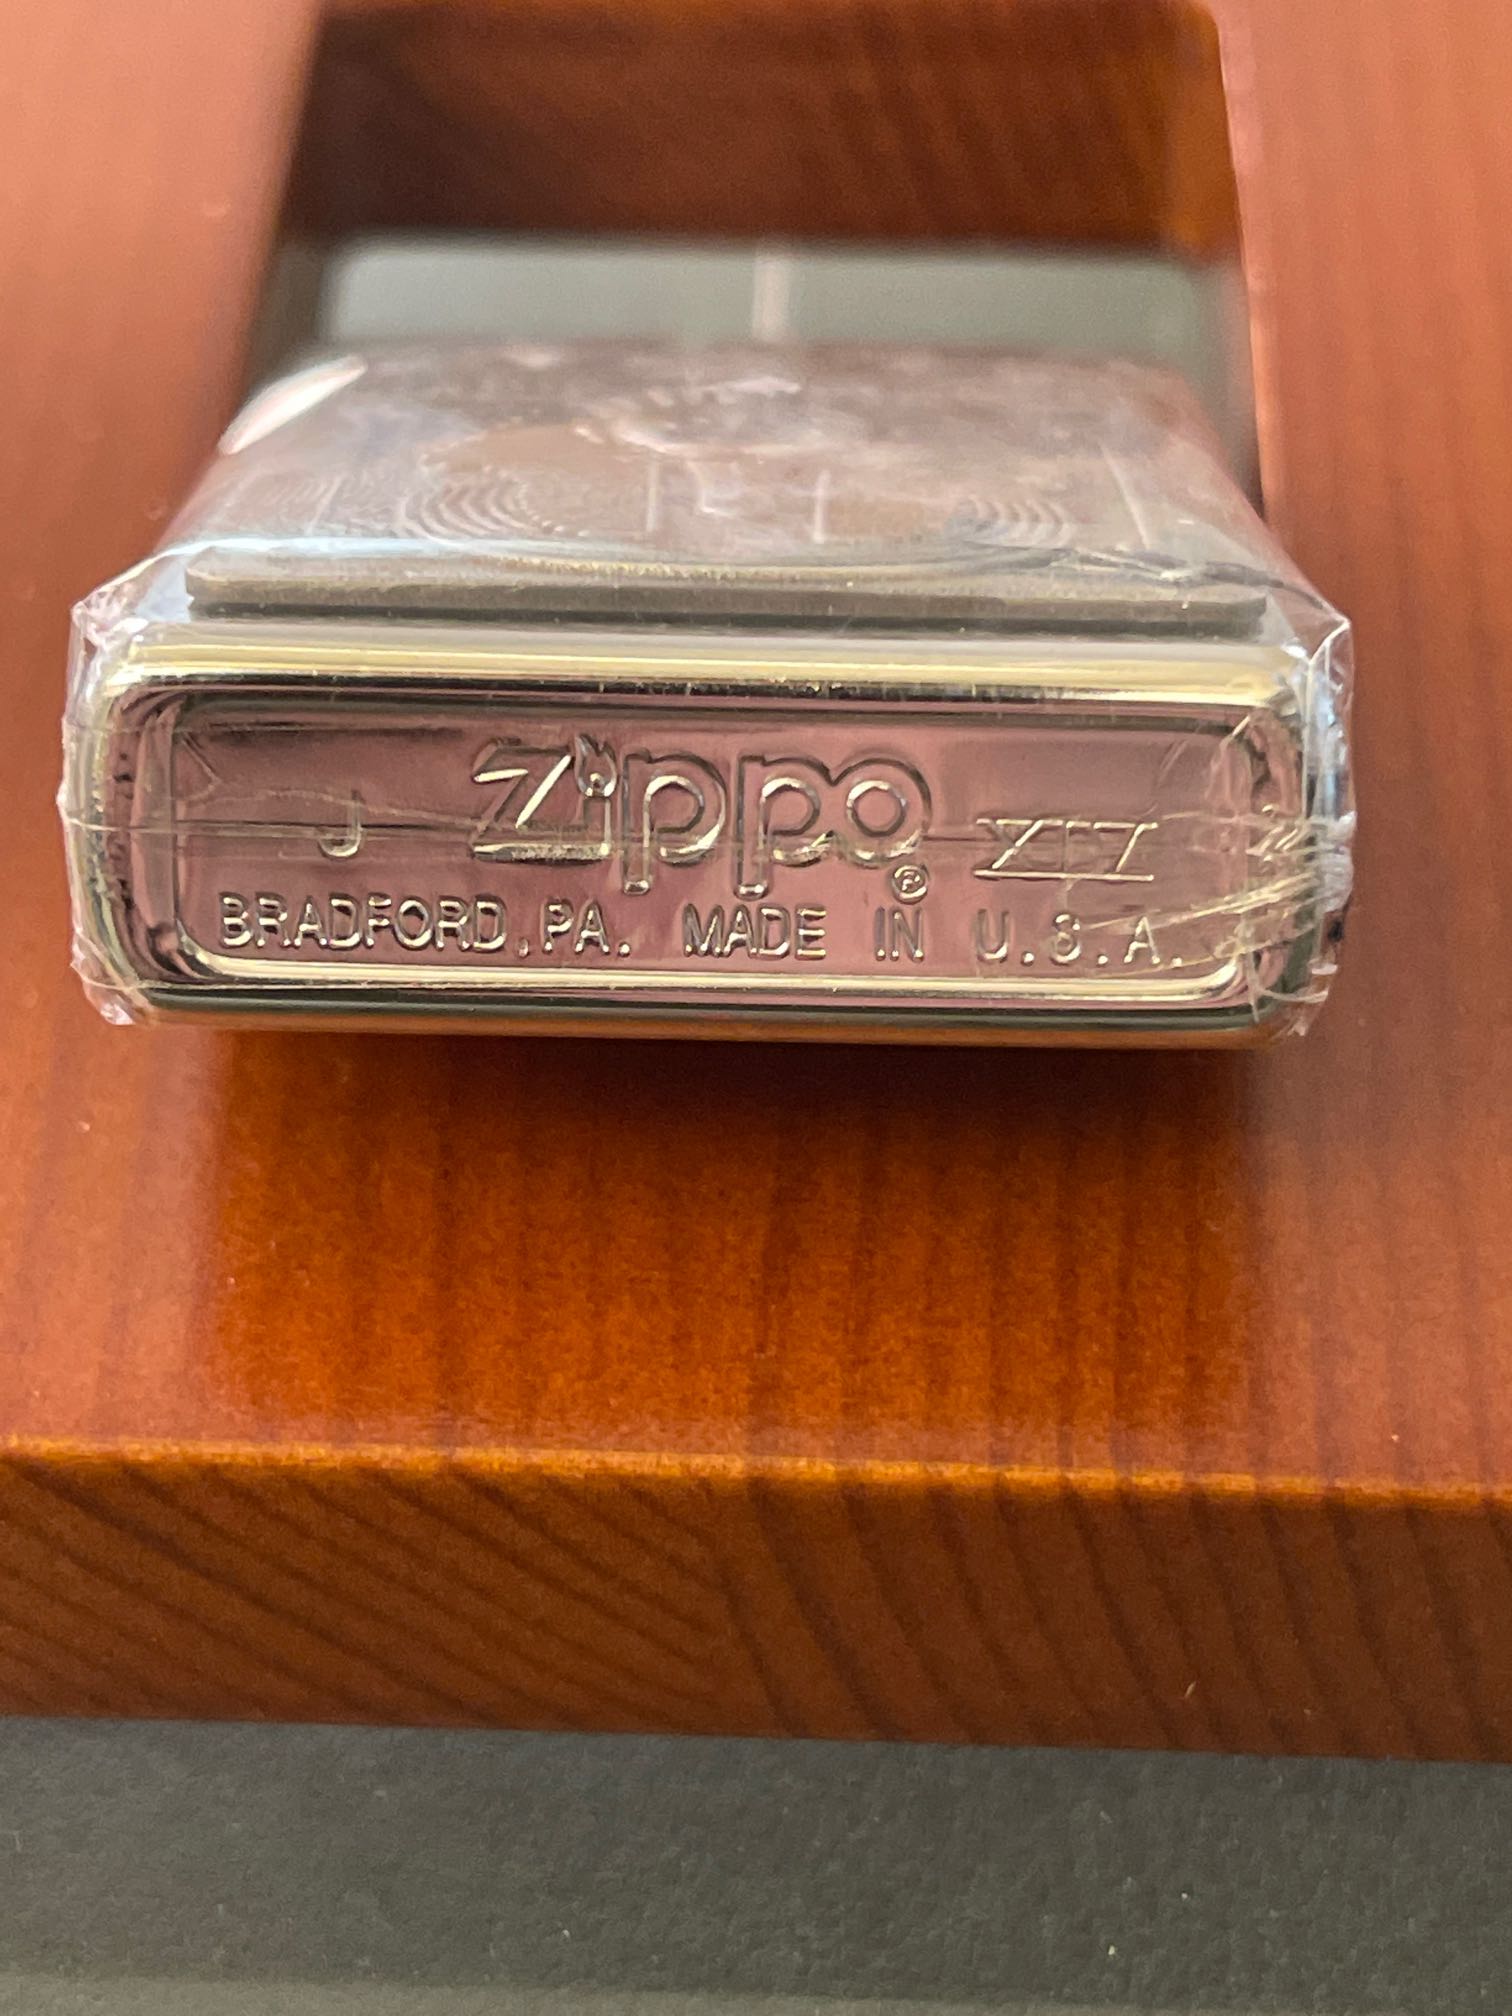 J Zippo ® XIV
BRADFORD, PA. MADE IN U.S.A.